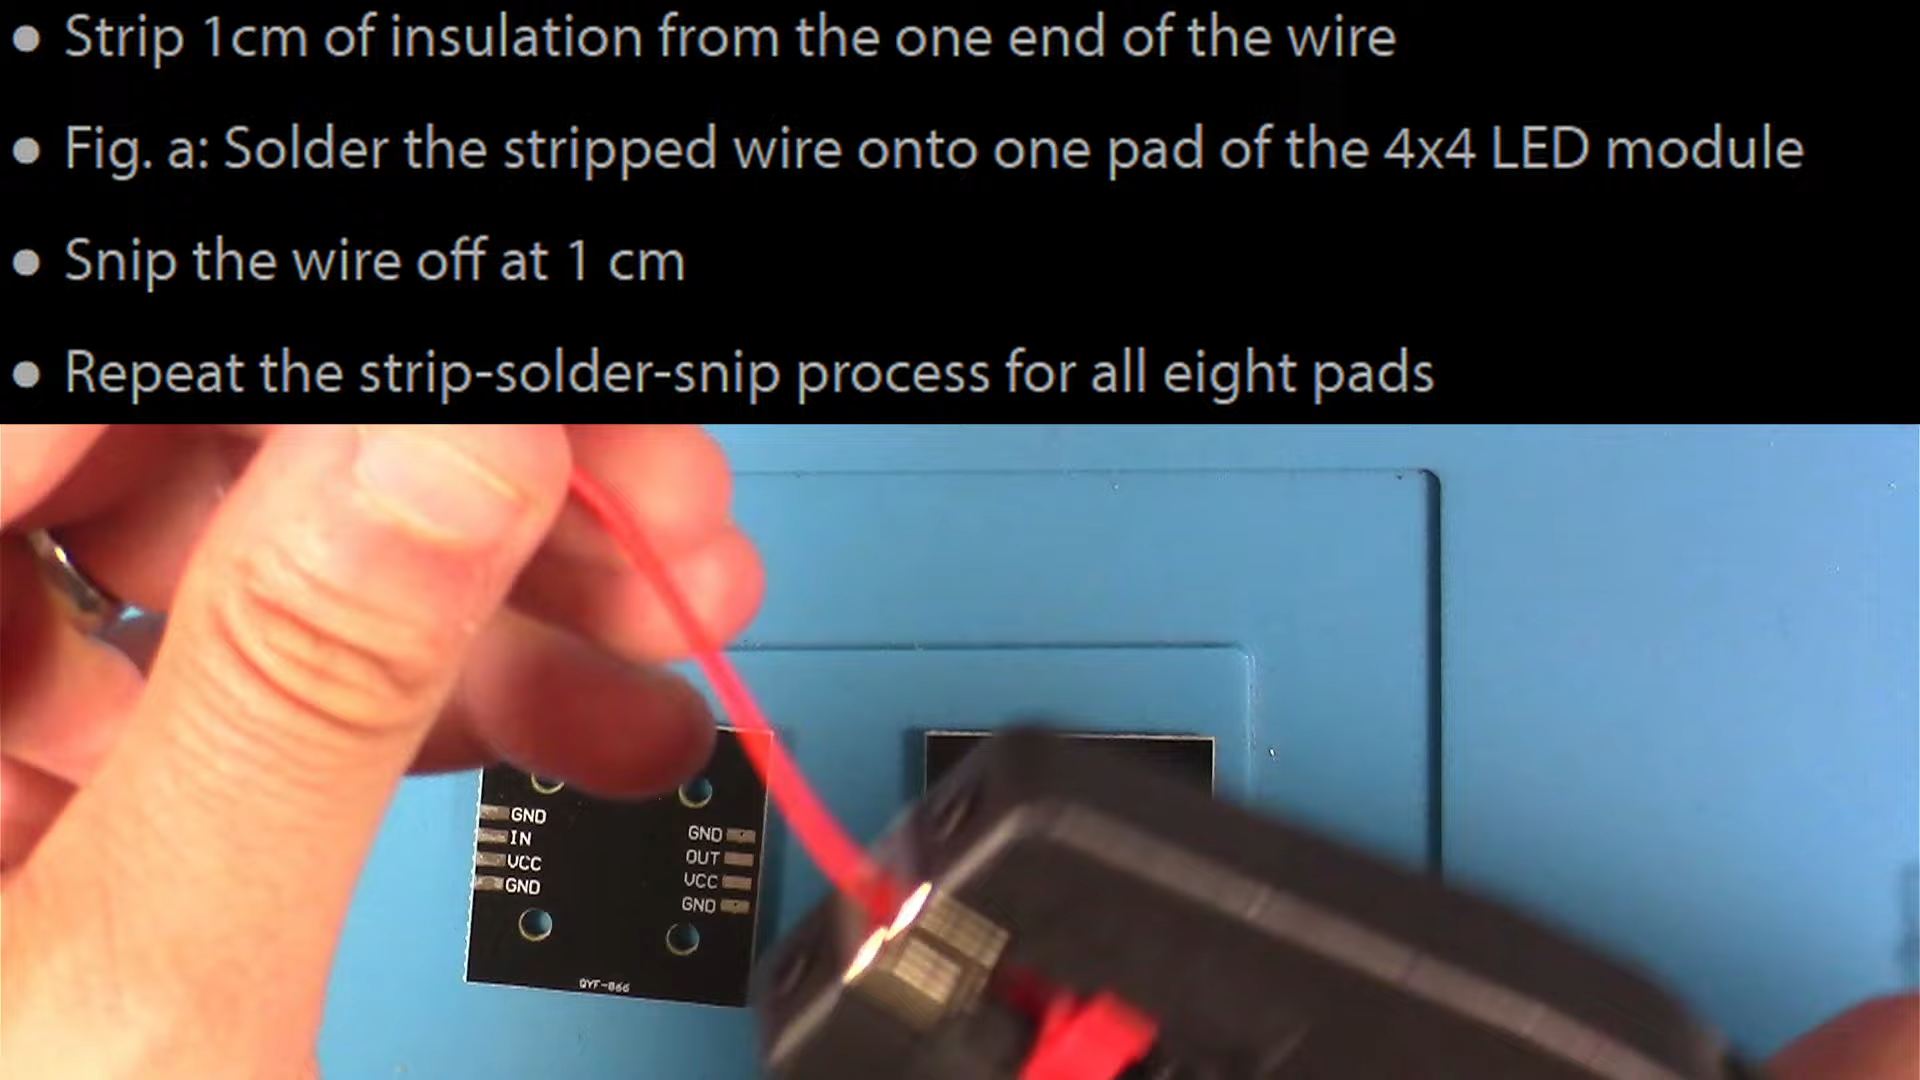 ● Strip 1cm of insulation from the one end of the wire
● Fig. a: Solder the stripped wire onto one pad of the 4x4 LED module
● Snip the wire off at 1 cm
● Repeat the strip-solder-snip process for all eight pads
GND
IN
VCC
GND
GND
OUT
VCC
GND
QYF-866